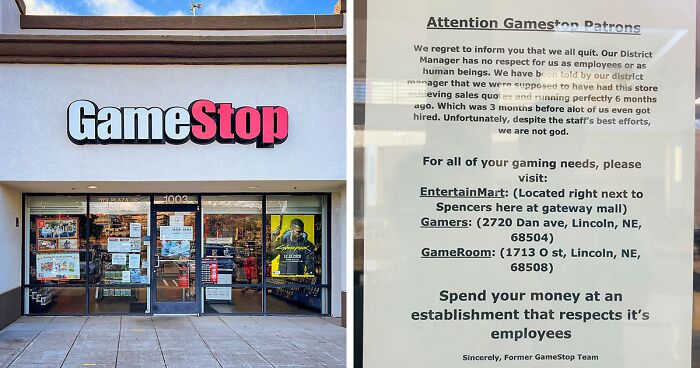 GameStop
1003
Attention Gamestop Patrons
We regret to inform you that we all quit. Our District
Manager has no respect for us as employees or as
human beings. We have been told by our district
manager that we were supposed to have had this store
achieving sales quotas and running perfectly 6 months
ago. Which was 3 months before alot of us even got
hired. Unfortunately, despite the staff's best efforts,
we are not god.
For all of your gaming needs, please
visit:
EntertainMart: (Located right next to
Spencers here at gateway mall)
Gamers: (2720 Dan ave, Lincoln, NE,
68504)
GameRoom: (1713 O st, Lincoln, NE,
68508)
Spend your money at an
establishment that respects it's
employees
Sincerely, Former GameStop Team